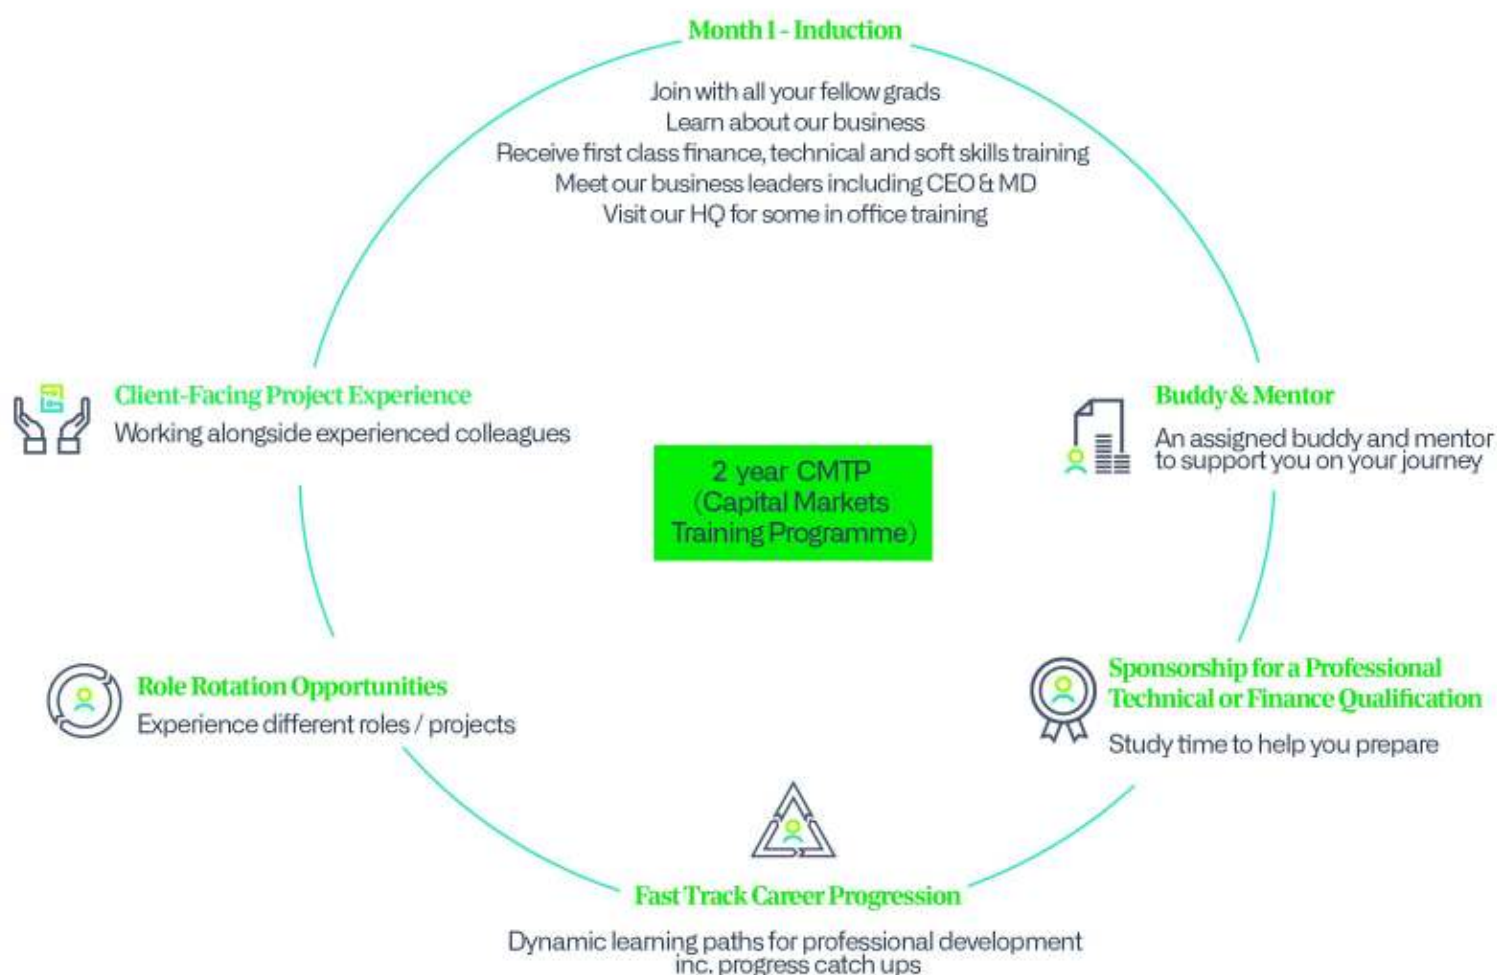 Month 1 - Induction
Join with all your fellow grads
Learn about our business
Receive first class finance, technical and soft skills training
Meet our business leaders including CEO & MD
Visit our HQ for some in office training
Client-Facing Project Experience
Working alongside experienced colleagues
Buddy & Mentor
An assigned buddy and mentor
to support you on your journey
2 year CMTP
(Capital Markets
Training Programme)
Role Rotation Opportunities
Experience different roles / projects
Sponsorship for a Professional
Technical or Finance Qualification
Study time to help you prepare
Fast Track Career Progression
Dynamic learning paths for professional development
inc. progress catch ups